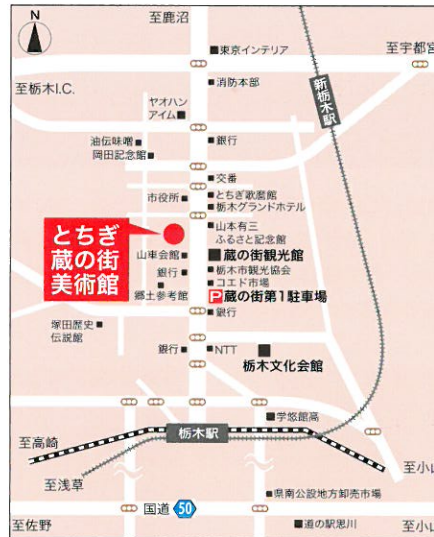 N
至鹿沼
東京インテリア
至宇都宮
消防本部
至栃木I.C.
ヤオハン
アイム
新栃木駅
油伝味噌
岡田記念館
銀行
交番
市役所
とちぎ歌麿館
栃木グランドホテル
とちぎ
蔵の街
美術館
山本有三
ふるさと記念館
山車会館
蔵の街観光館
銀行
栃木市観光協会
コエド市場
郷土参考館
P蔵の街第1駐車場
銀行
塚田歴史
伝説館
銀行
NTT
栃木文化会館
学悠館高
栃木駅
至高崎
至小山
至浅草
県南公設地方卸売市場
国道50
至佐野
道の駅思川
至小山